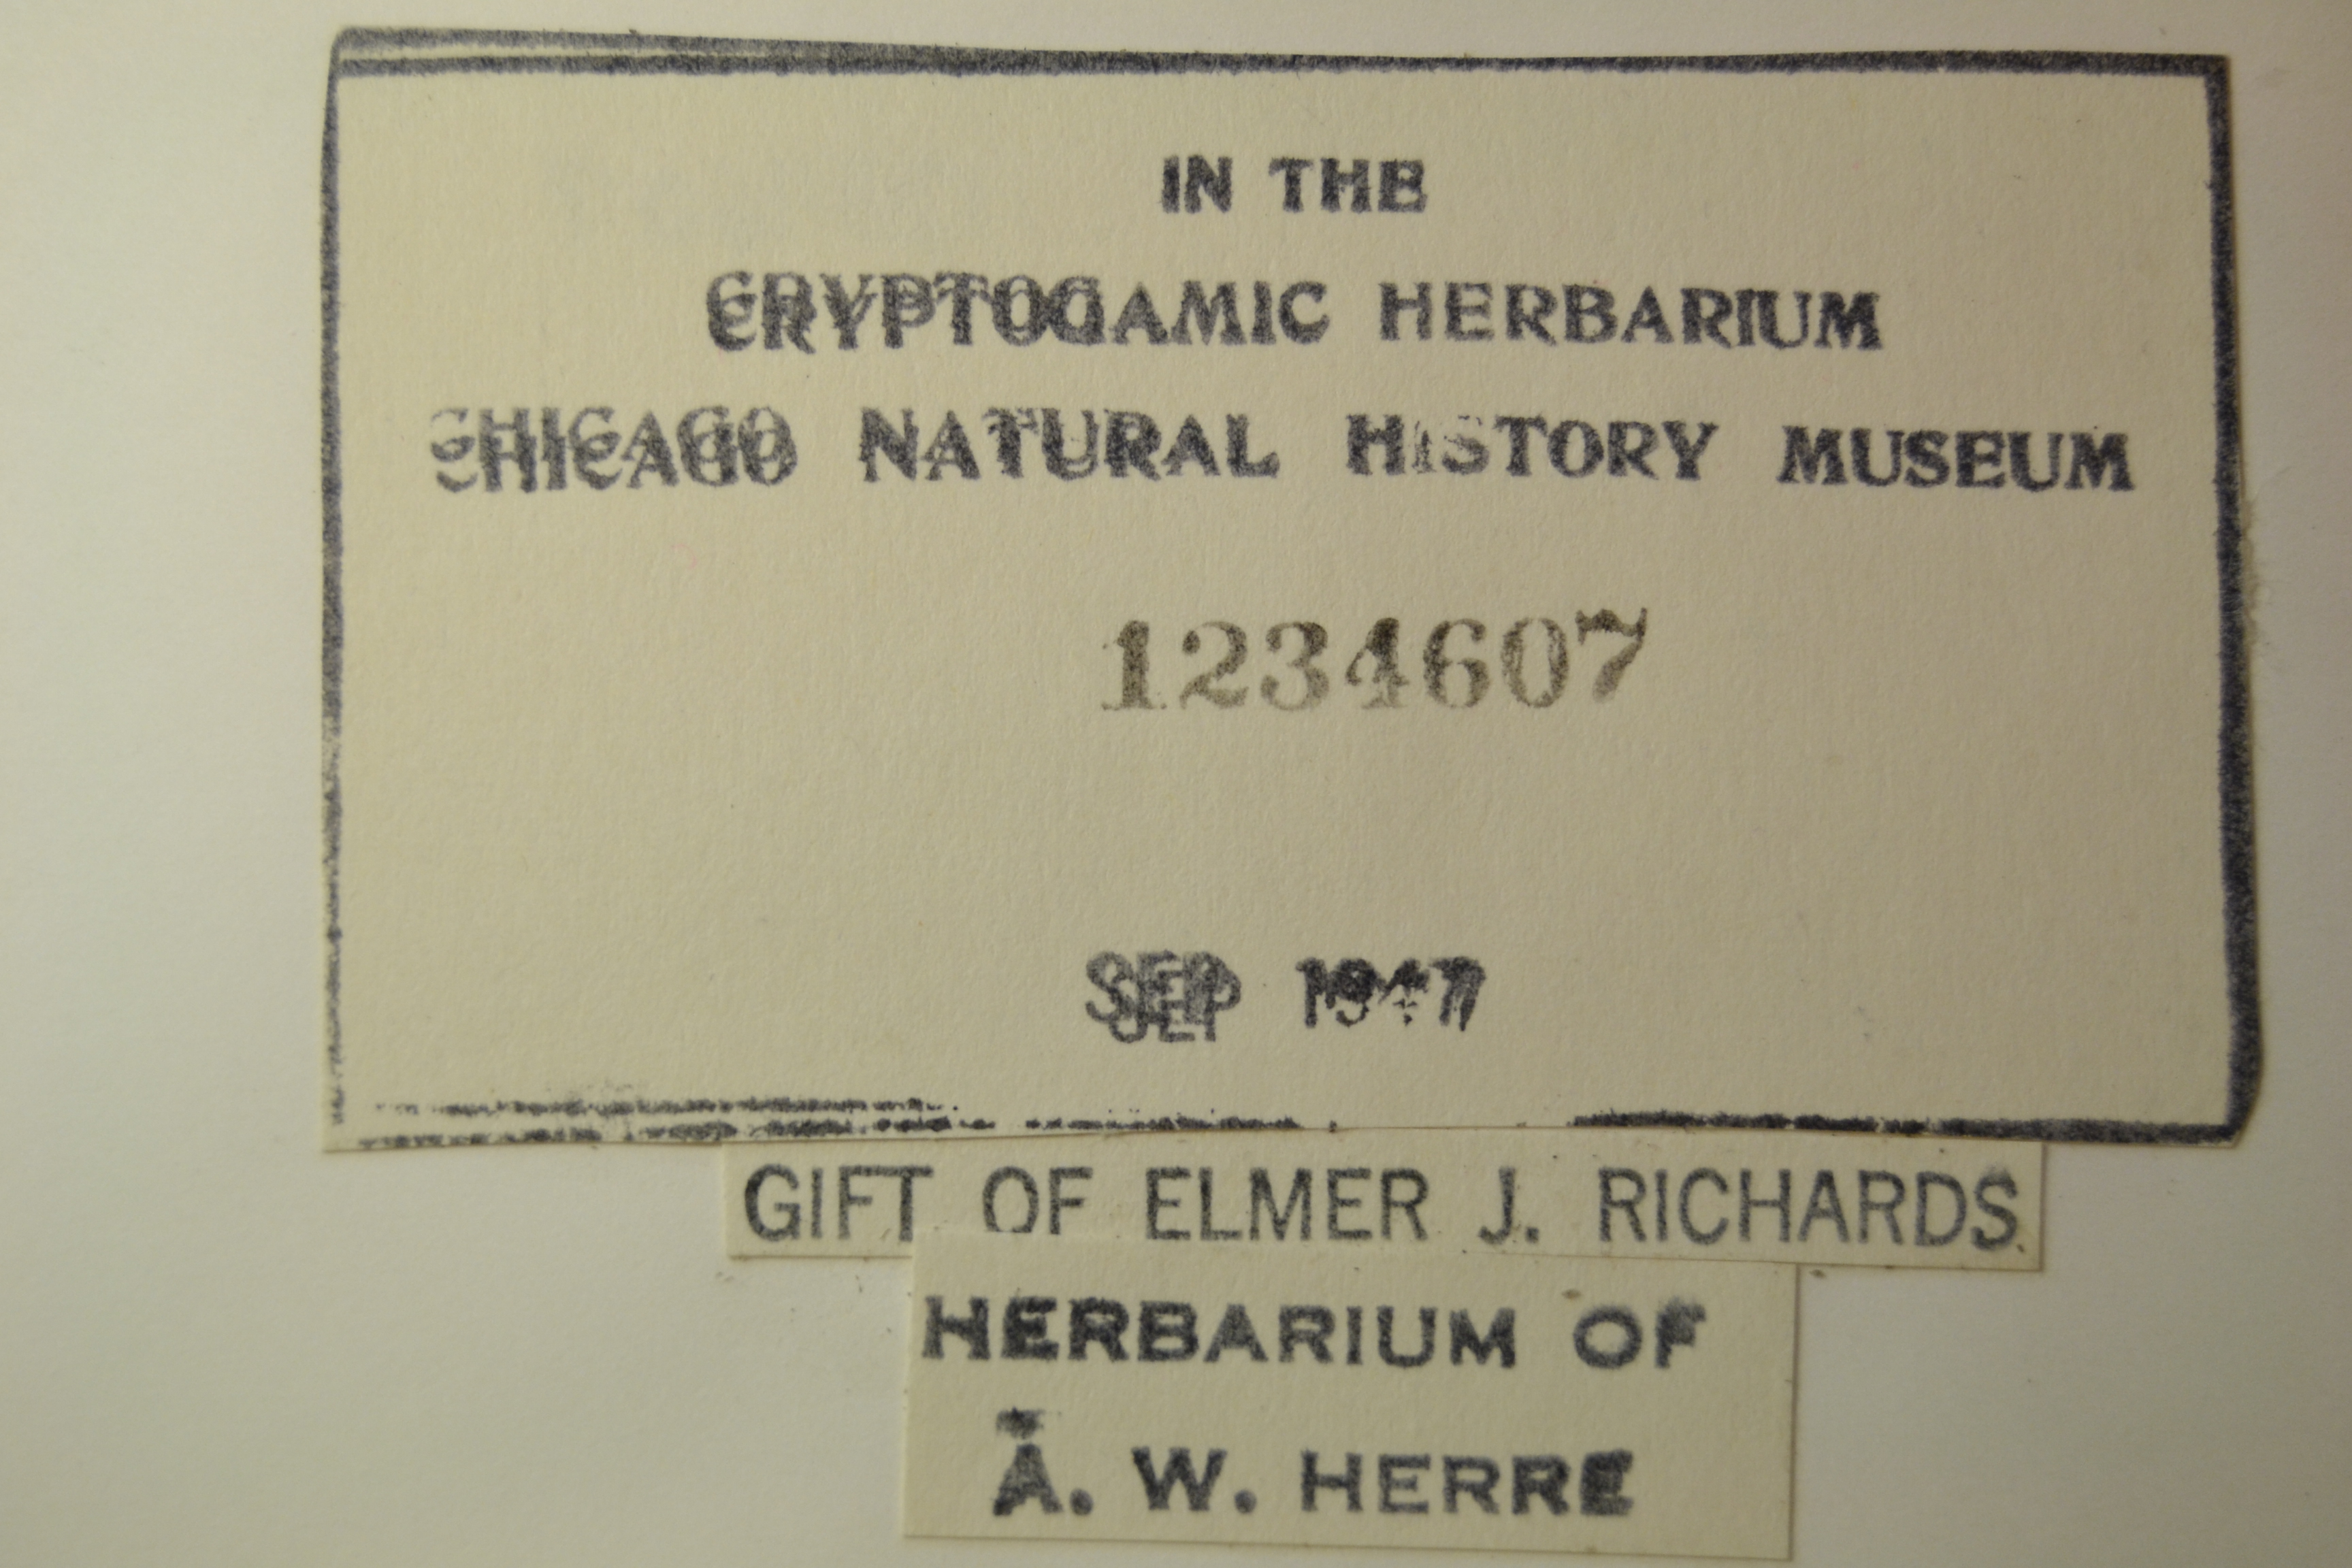 IN THE
CRYPTOGAMIC HERBARIUM
CHICAGO NATURAL HISTORY MUSEUM
1234607
SEP 1947
GIFT OF ELMER J. RICHARDS
HERBARIUM OF
A. W. HERRE